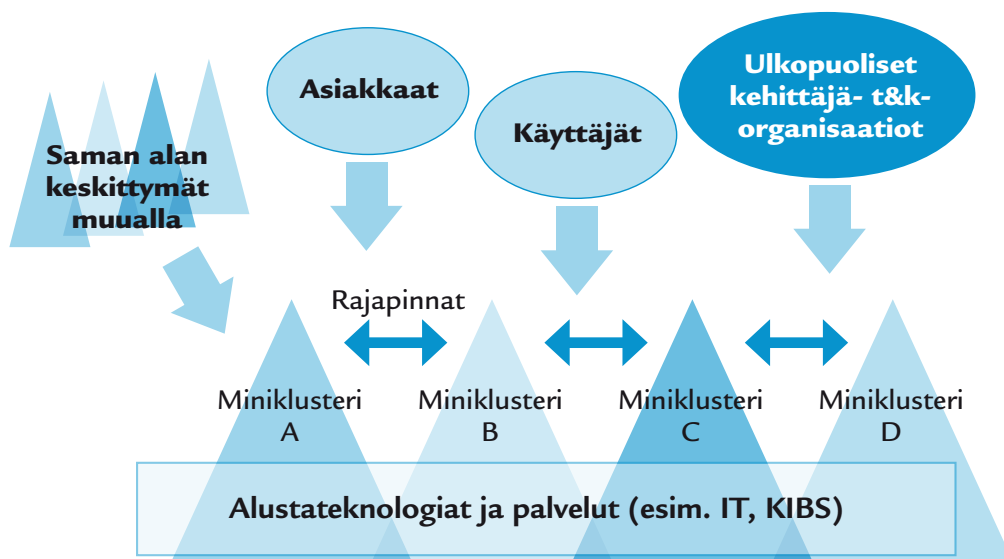 Saman alan
keskittymät
muualla
Asiakkaat
Käyttäjät
Ulkopuoliset
kehittäjä- t&k-
organisaatiot
Rajapinnat
Miniklusteri
A
Miniklusteri
B
Miniklusteri
C
Miniklusteri
D
Alustateknologiat ja palvelut (esim. IT, KIBS)